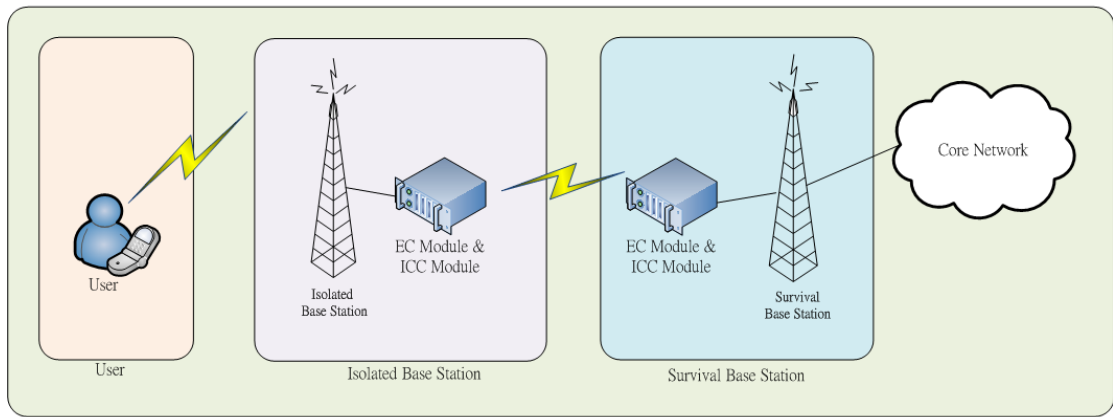 User
User
Isolated
Base Station
EC Module &
ICC Module
Isolated Base Station
EC Module &
ICC Module
Survival
Base Station
Survival Base Station
Core Network